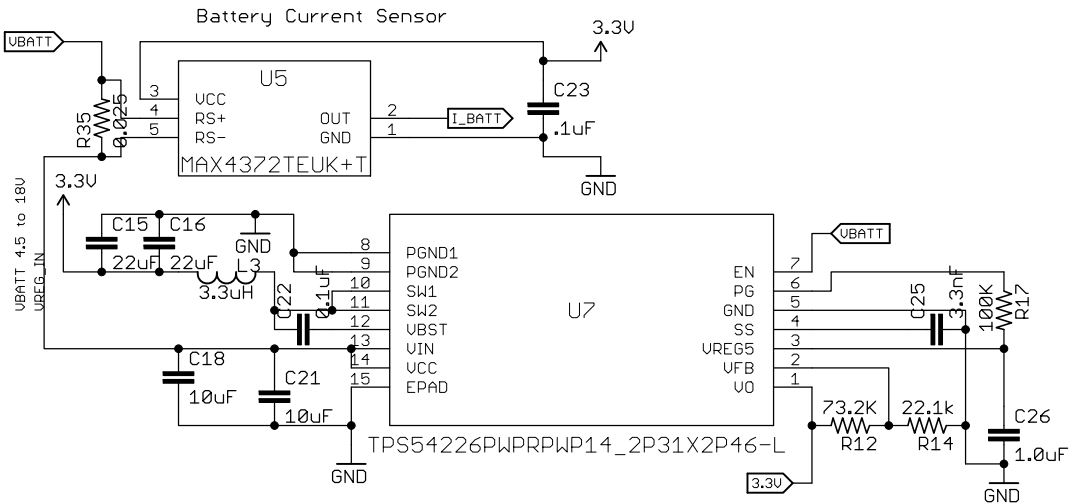 Battery Current Sensor
VBATT
3.3V
U5
3 VCC
4 RS+
5 RS-
OUT 2
GND 1
I_BATT
C23
.1uF
GND
R35
0.025
MAX4372TEUK+T
VBATT 4.5 to 18V
VREG_IN
3.3V
C15
22uF
C16
22uF
GND
L3
3.3uH
C22
0.1uF
C18
10uF
C21
10uF
GND
8 PGND1
9 PGND2
10 SW1
11 SW2
12 VBST
13 VIN
14 VCC
15 EPAD
U7
EN 7
PG 6
GND 5
SS 4
VREG5 3
VFB 2
VO 1
TPS54226PWPRPWP14_2P31X2P46-L
VBATT
C25
3.3nF
100K
R17
73.2K
R12
22.1k
R14
C26
1.0uF
3.3V
GND